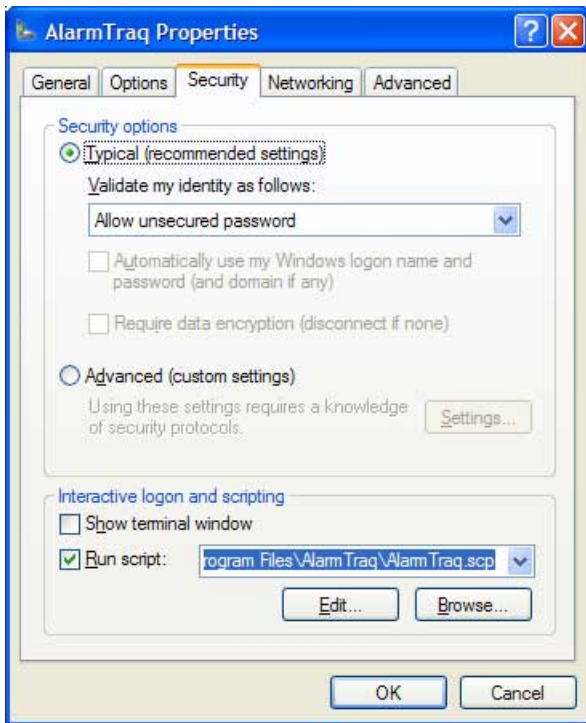 AlarmTraq Properties
General Options Security Networking Advanced
Security options
Typical (recommended settings)
Validate my identity as follows:
Allow unsecured password
Automatically use my Windows logon name and
password (and domain if any)
Require data encryption (disconnect if none)
Advanced (custom settings)
Using these settings requires a knowledge
of security protocols.
Settings...
Interactive logon and scripting
Show terminal window
Run script: rogram Files\AlarmTraq\AlarmTraq.scp
Edit... Browse...
OK Cancel